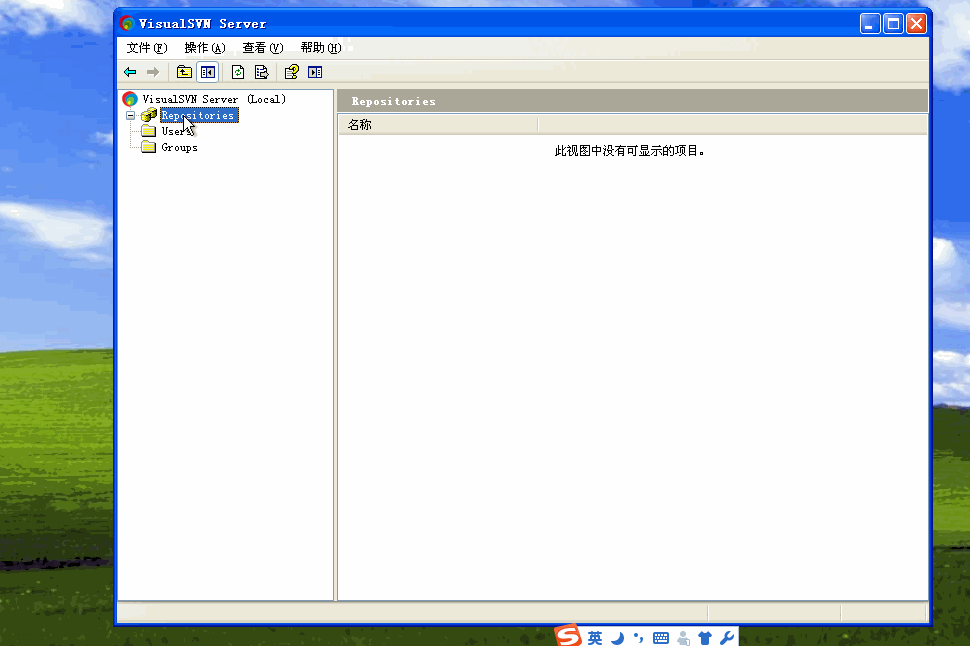 VisualSVN Server
文件(F) 操作(A) 查看(V) 帮助(H)
VisualSVN Server (Local)
Repositories
Users
Groups
Repositories
名称
此视图中没有可显示的项目。
英